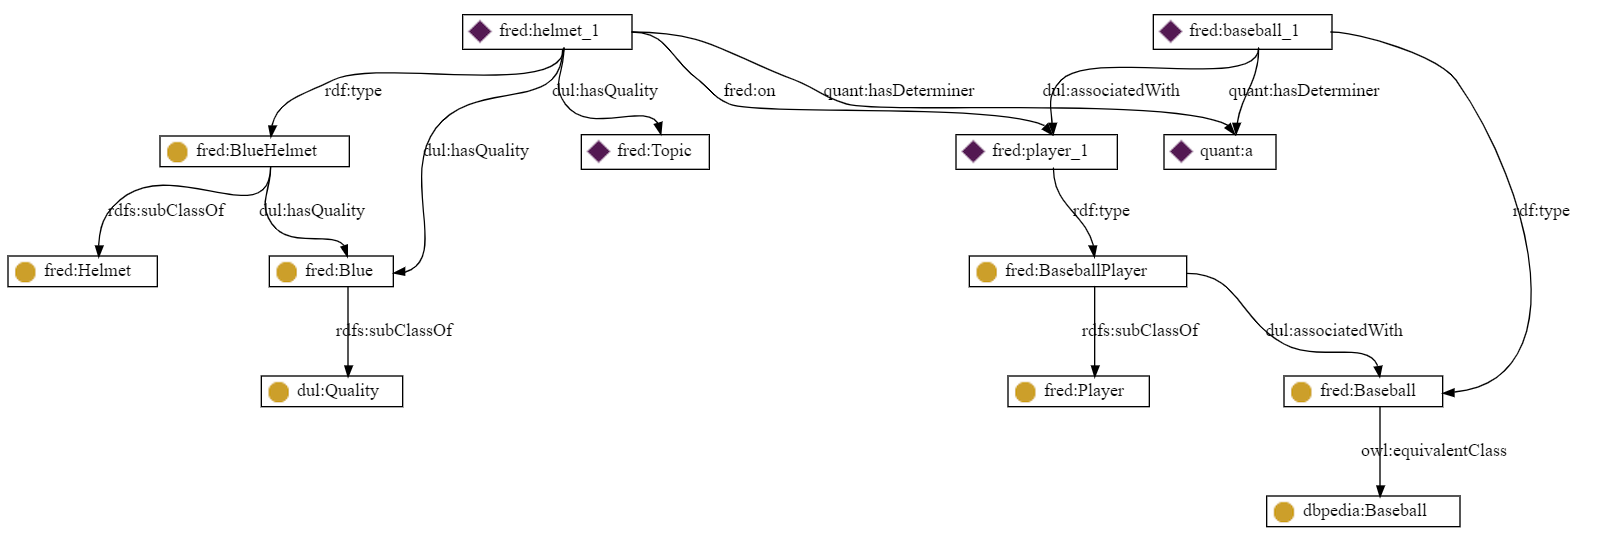 fred:helmet_1
fred:baseball_1
rdf:type
dul:hasQuality
fred:on
quant:hasDeterminer
dul:associatedWith
quant:hasDeterminer
fred:BlueHelmet
dul:hasQuality
fred:Topic
fred:player_1
quant:a
rdfs:subClassOf
dul:hasQuality
rdf:type
rdf:type
fred:Helmet
fred:Blue
fred:BaseballPlayer
rdfs:subClassOf
rdfs:subClassOf
dul:associatedWith
dul:Quality
fred:Player
fred:Baseball
owl:equivalentClass
dbpedia:Baseball